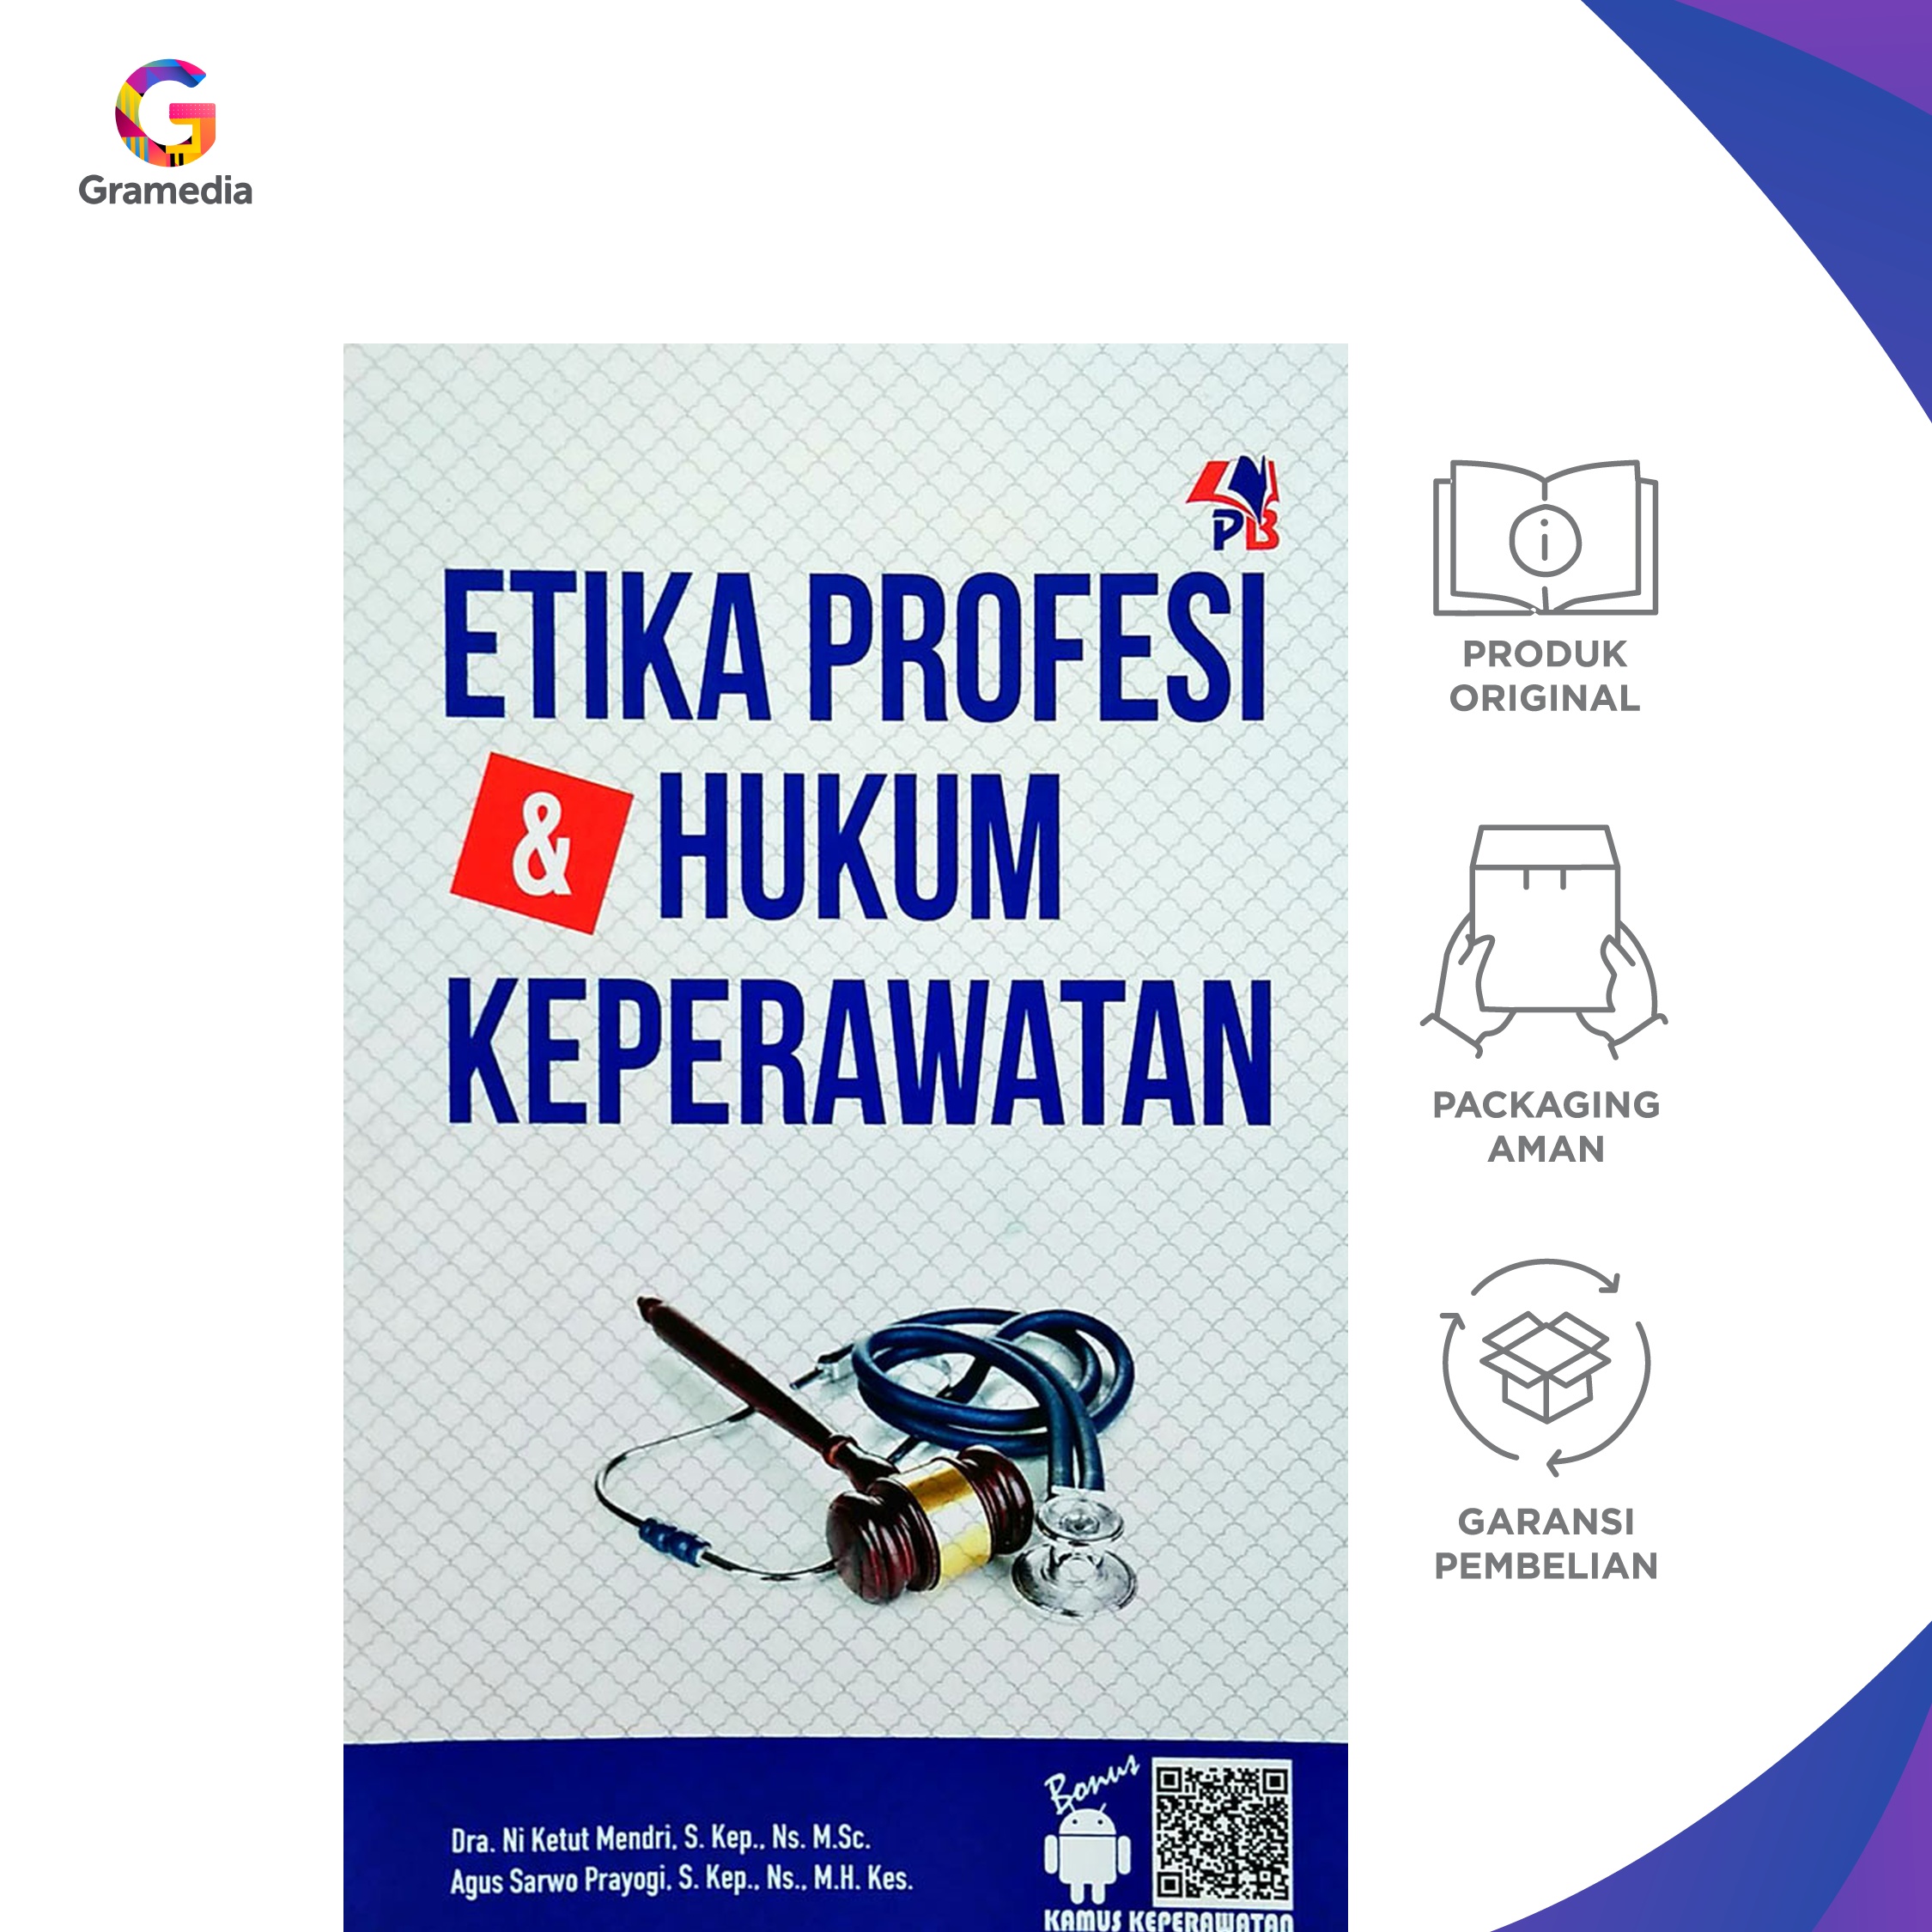 Gramedia
PB
ETIKA PROFESI
& HUKUM
KEPERAWATAN
Dra. Ni Ketut Mendri, S. Kep., Ns. M.Sc.
Agus Sarwo Prayogi, S. Kep., Ns., M.H. Kes.
Bonus
KAMUS KEPERAWATAN
PRODUK
ORIGINAL
PACKAGING
AMAN
GARANSI
PEMBELIAN